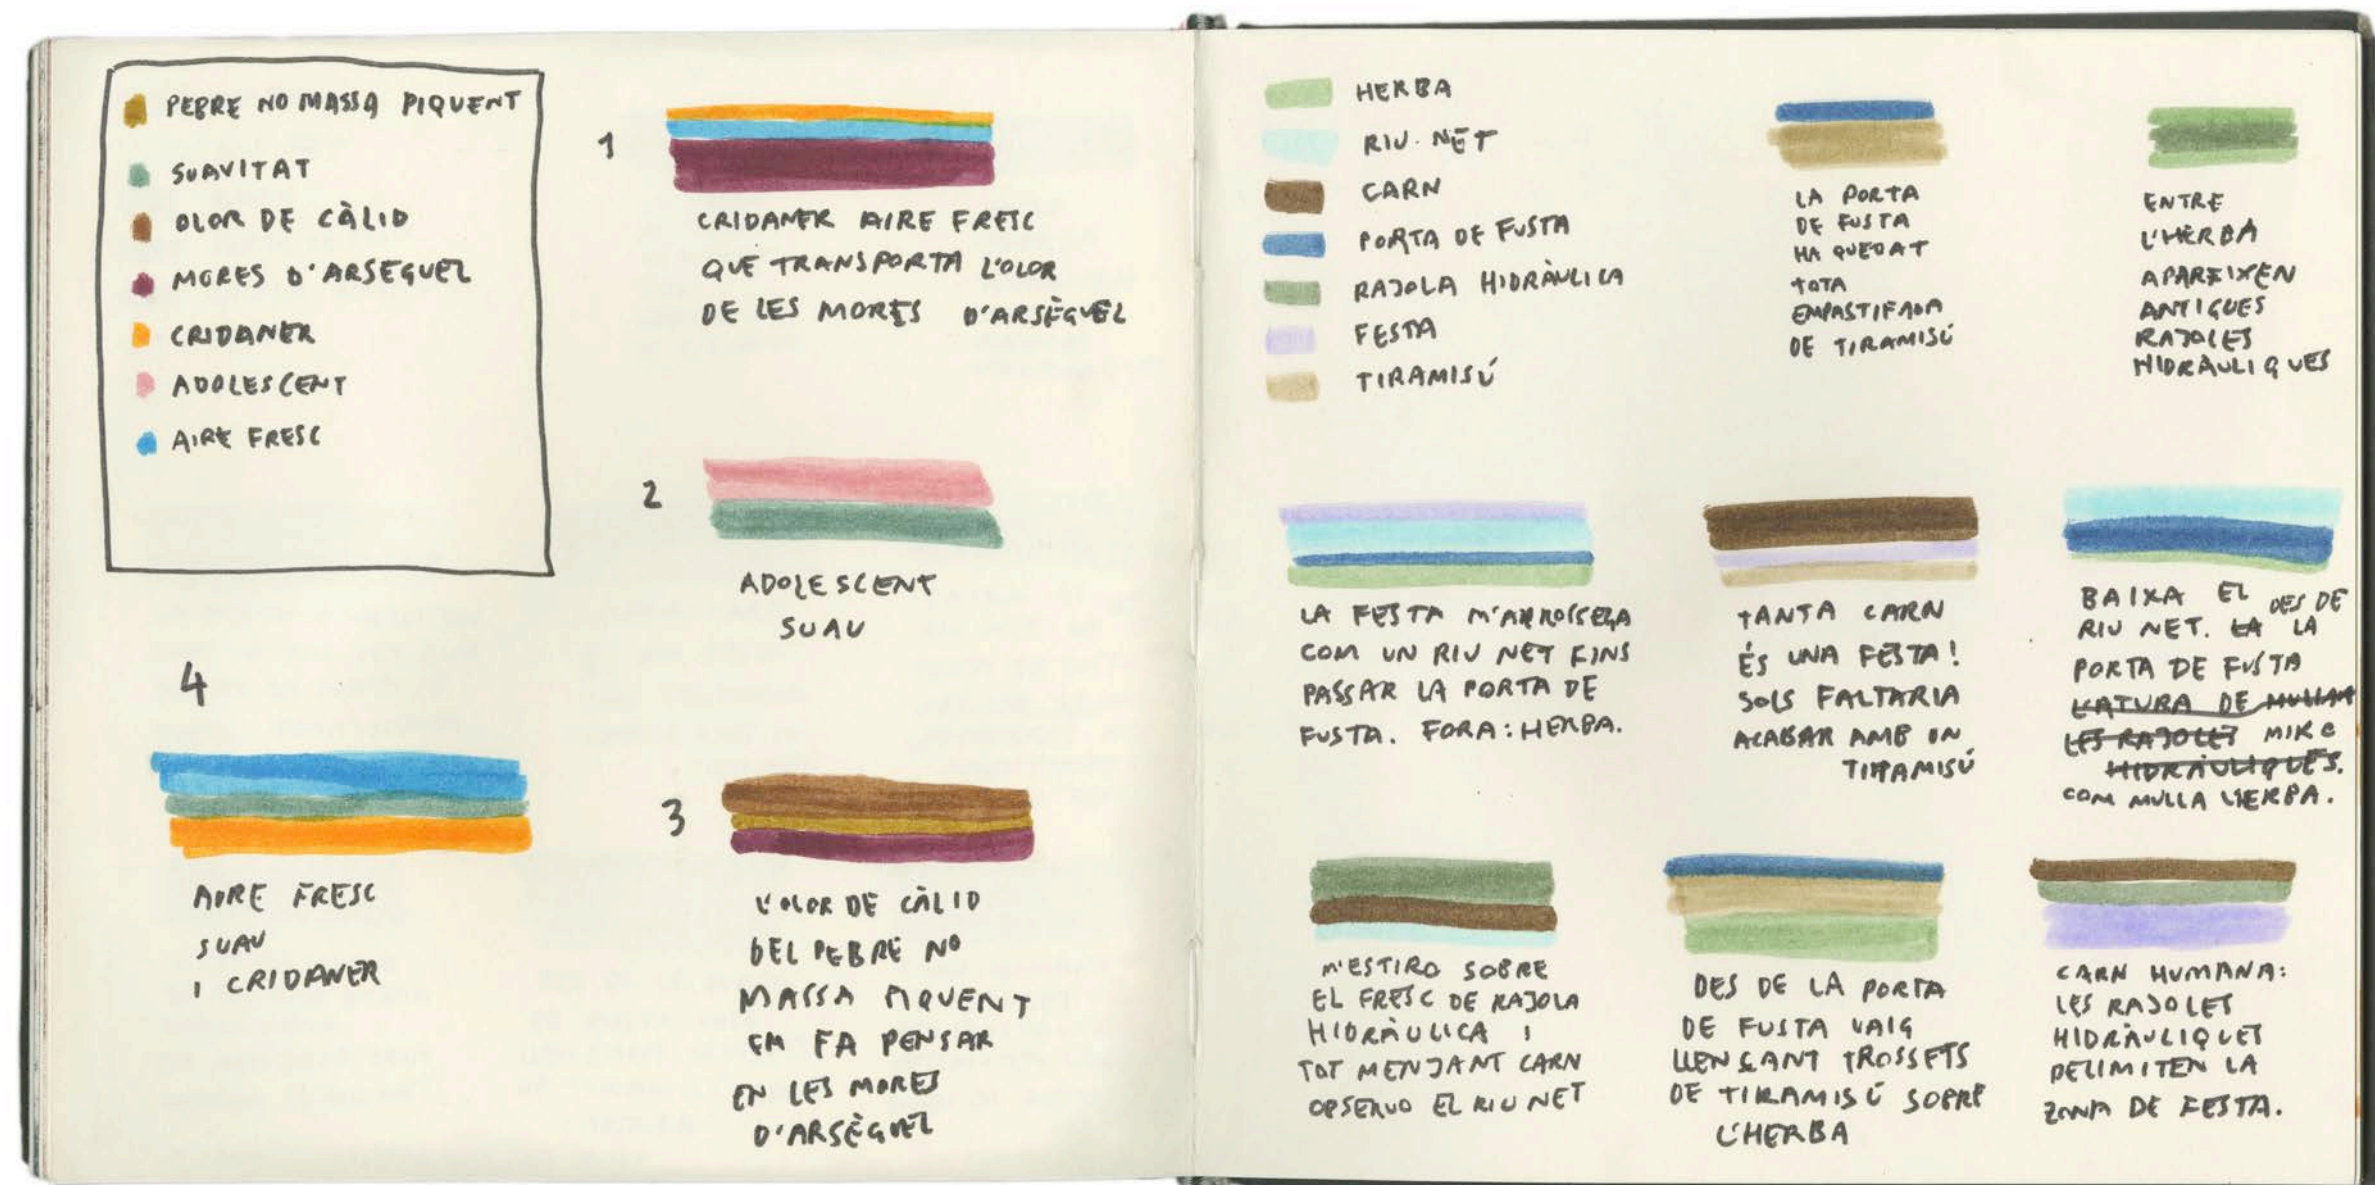 PEBRE NO MASSA PIQUENT
SUAVITAT
OLOR DE CÀLID
MORES D'ARSEGUEL
CRIDANER
ADOLESCENT
AIRE FRESC
1
CRIDANER AIRE FRESC
QUE TRANSPORTA L'OLOR
DE LES MORES D'ARSÈGUEL
2
ADOLESCENT
SUAU
4
AIRE FRESC
SUAU
I CRIDANER
3
L'OLOR DE CÀLID
DEL PEBRE NO
MASSA PIQUENT
EM FA PENSAR
EN LES MORES
D'ARSÈGUEL
HERBA
RIU NET
CARN
PORTA DE FUSTA
RAJOLA HIDRÀULICA
FESTA
TIRAMISÚ
LA PORTA
DE FUSTA
HA QUEDAT
TOTA
EMPASTIFADA
DE TIRAMISÚ
ENTRE
L'HERBA
APAREIXEN
ANTIGUES
RAJOLES
HIDRÀULIQUES
LA FESTA M'ARROSSEGA
COM UN RIU NET FINS
PASSAR LA PORTA DE
FUSTA. FORA: HERBA.
TANTA CARN
ÉS UNA FESTA!
SOLS FALTARIA
ACABAR AMB UN
TIRAMISÚ
BAIXA EL
RIU NET. LA DES DE LA
PORTA DE FUSTA
L'ATURA DE MULLAR
LES RAJOLES MIRO
HIDRÀULIQUES.
COM MULLA L'HERBA.
M'ESTIRO SOBRE
EL FRESC DE RAJOLA
HIDRÀULICA I
TOT MENJANT CARN
OBSERVO EL RIU NET
DES DE LA PORTA
DE FUSTA VAIG
LLENÇANT TROSSETS
DE TIRAMISÚ SOBRE
L'HERBA
CARN HUMANA:
LES RAJOLES
HIDRÀULIQUES
DELIMITEN LA
ZONA DE FESTA.